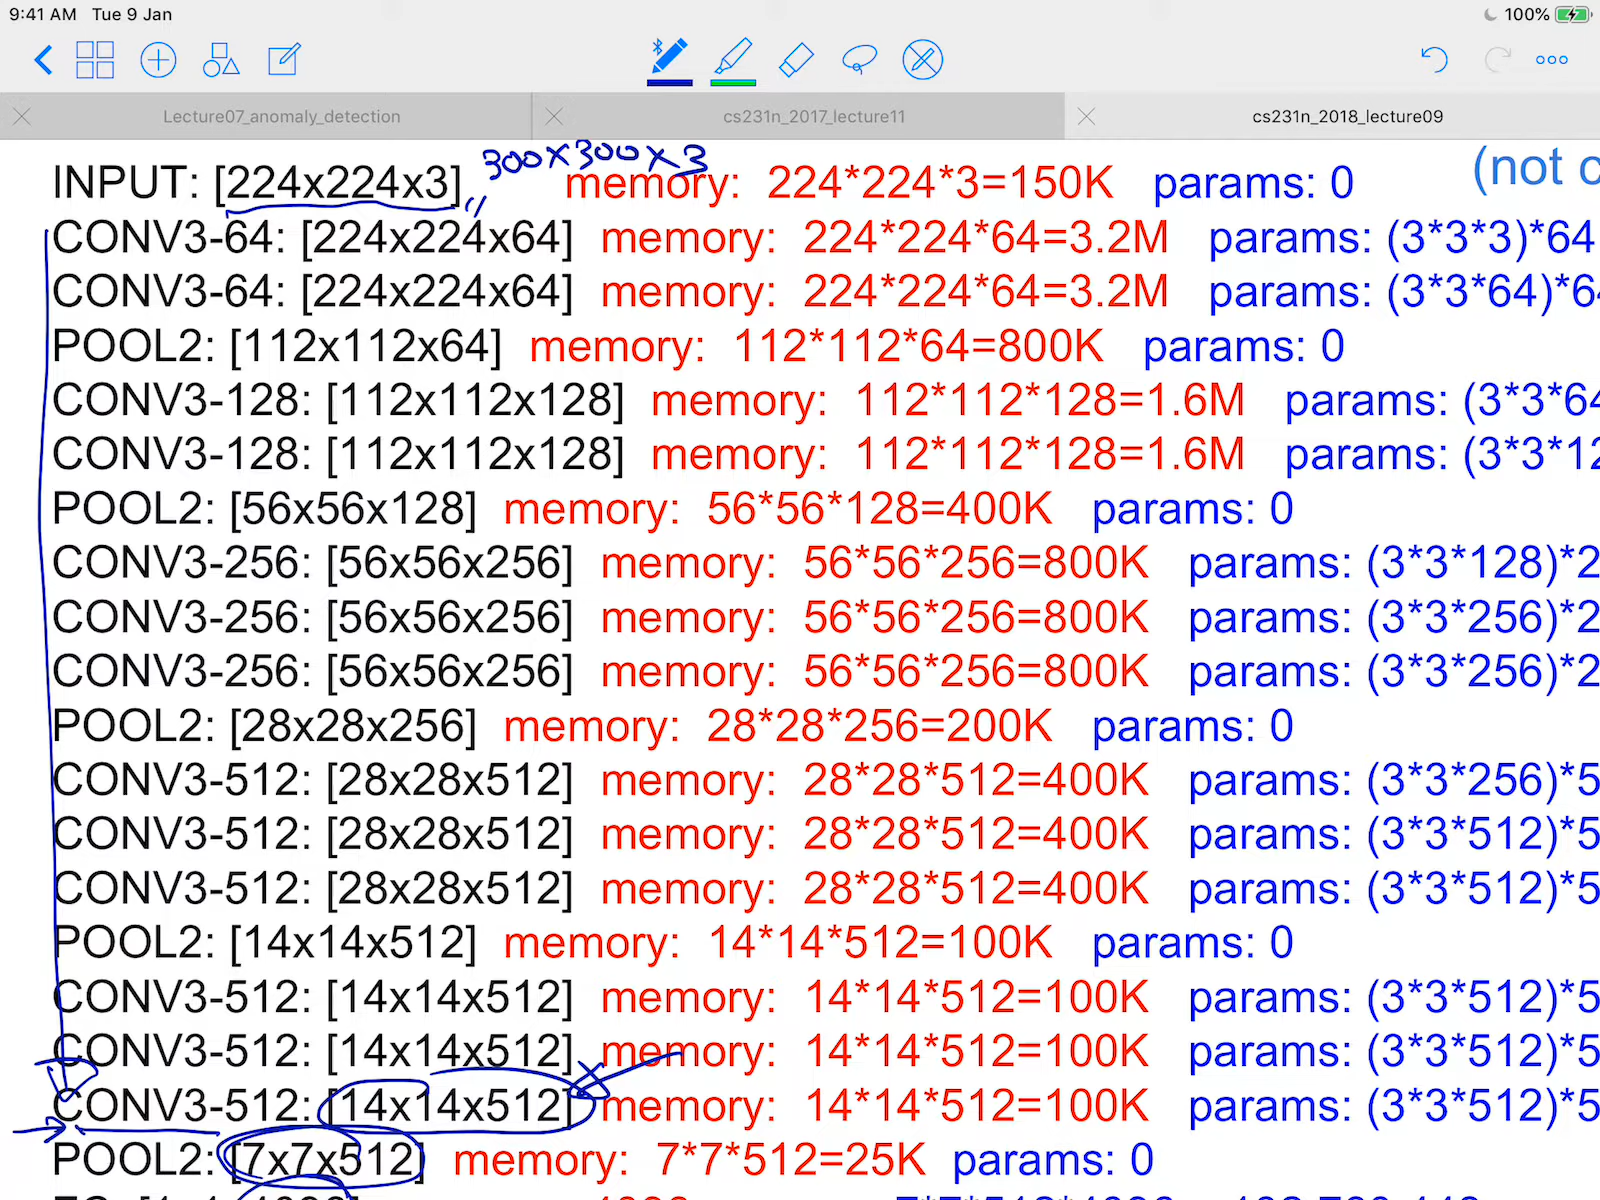 9:41 AM Tue 9 Jan 100%
Lecture07_anomaly_detection cs231n_2017_lecture11 cs231n_2018_lecture09
300x300x3
INPUT: [224x224x3] memory: 224*224*3=150K params: 0 (not c
CONV3-64: [224x224x64] memory: 224*224*64=3.2M params: (3*3*3)*64
CONV3-64: [224x224x64] memory: 224*224*64=3.2M params: (3*3*64)*64
POOL2: [112x112x64] memory: 112*112*64=800K params: 0
CONV3-128: [112x112x128] memory: 112*112*128=1.6M params: (3*3*64
CONV3-128: [112x112x128] memory: 112*112*128=1.6M params: (3*3*12
POOL2: [56x56x128] memory: 56*56*128=400K params: 0
CONV3-256: [56x56x256] memory: 56*56*256=800K params: (3*3*128)*2
CONV3-256: [56x56x256] memory: 56*56*256=800K params: (3*3*256)*2
CONV3-256: [56x56x256] memory: 56*56*256=800K params: (3*3*256)*2
POOL2: [28x28x256] memory: 28*28*256=200K params: 0
CONV3-512: [28x28x512] memory: 28*28*512=400K params: (3*3*256)*5
CONV3-512: [28x28x512] memory: 28*28*512=400K params: (3*3*512)*5
CONV3-512: [28x28x512] memory: 28*28*512=400K params: (3*3*512)*5
POOL2: [14x14x512] memory: 14*14*512=100K params: 0
CONV3-512: [14x14x512] memory: 14*14*512=100K params: (3*3*512)*5
CONV3-512: [14x14x512] memory: 14*14*512=100K params: (3*3*512)*5
CONV3-512: [14x14x512] memory: 14*14*512=100K params: (3*3*512)*5
POOL2: [7x7x512] memory: 7*7*512=25K params: 0